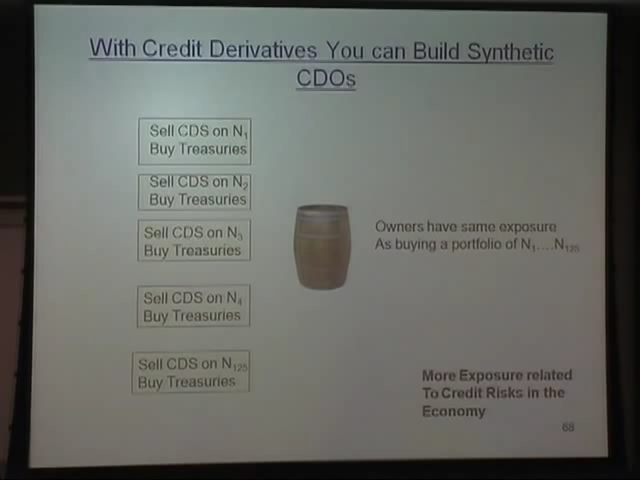 With Credit Derivatives You can Build Synthetic
CDOs
Sell CDS on N1
Buy Treasuries
Sell CDS on N2
Buy Treasuries
Sell CDS on N3
Buy Treasuries
Sell CDS on N4
Buy Treasuries
Sell CDS on N125
Buy Treasuries
Owners have same exposure
As buying a portfolio of N1....N125
More Exposure related
To Credit Risks in the
Economy
68